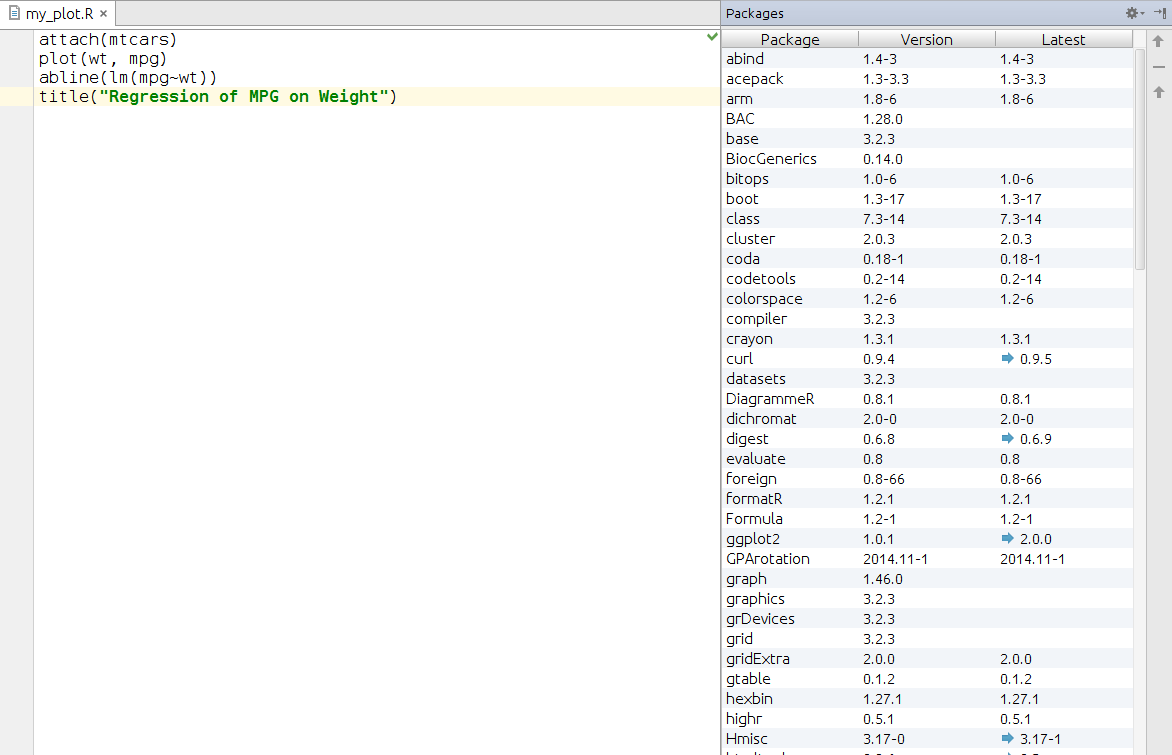 my_plot.R
attach(mtcars)
plot(wt, mpg)
abline(lm(mpg~wt))
title("Regression of MPG on Weight")
Packages
Package Version Latest
abind 1.4-3 1.4-3
acepack 1.3-3.3 1.3-3.3
arm 1.8-6 1.8-6
BAC 1.28.0
base 3.2.3
BiocGenerics 0.14.0
bitops 1.0-6 1.0-6
boot 1.3-17 1.3-17
class 7.3-14 7.3-14
cluster 2.0.3 2.0.3
coda 0.18-1 0.18-1
codetools 0.2-14 0.2-14
colorspace 1.2-6 1.2-6
compiler 3.2.3
crayon 1.3.1 1.3.1
curl 0.9.4 0.9.5
datasets 3.2.3
DiagrammeR 0.8.1 0.8.1
dichromat 2.0-0 2.0-0
digest 0.6.8 0.6.9
evaluate 0.8 0.8
foreign 0.8-66 0.8-66
formatR 1.2.1 1.2.1
Formula 1.2-1 1.2-1
ggplot2 1.0.1 2.0.0
GPArotation 2014.11-1 2014.11-1
graph 1.46.0
graphics 3.2.3
grDevices 3.2.3
grid 3.2.3
gridExtra 2.0.0 2.0.0
gtable 0.1.2 0.1.2
hexbin 1.27.1 1.27.1
highr 0.5.1 0.5.1
Hmisc 3.17-0 3.17-1